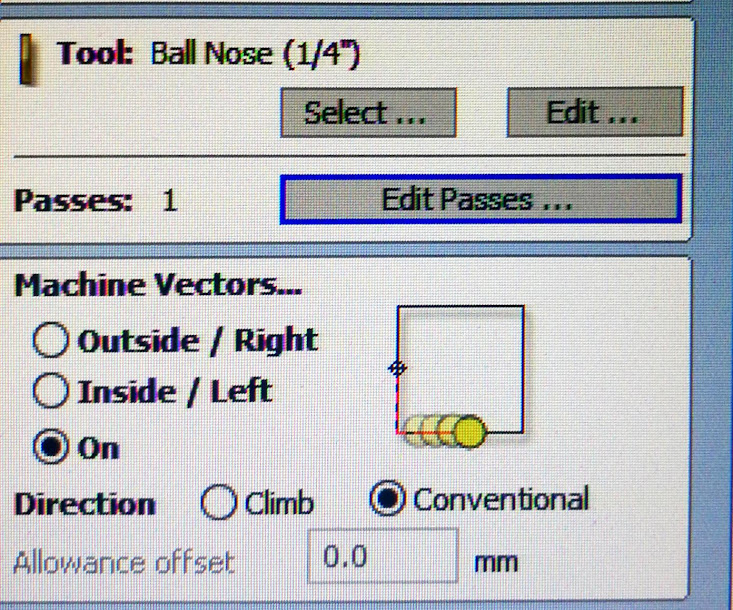 Tool: Ball Nose (1/4")
Select ... Edit ...
Passes: 1 Edit Passes ...
Machine Vectors...
Outside / Right
Inside / Left
On
Direction Climb Conventional
Allowance offset 0.0 mm